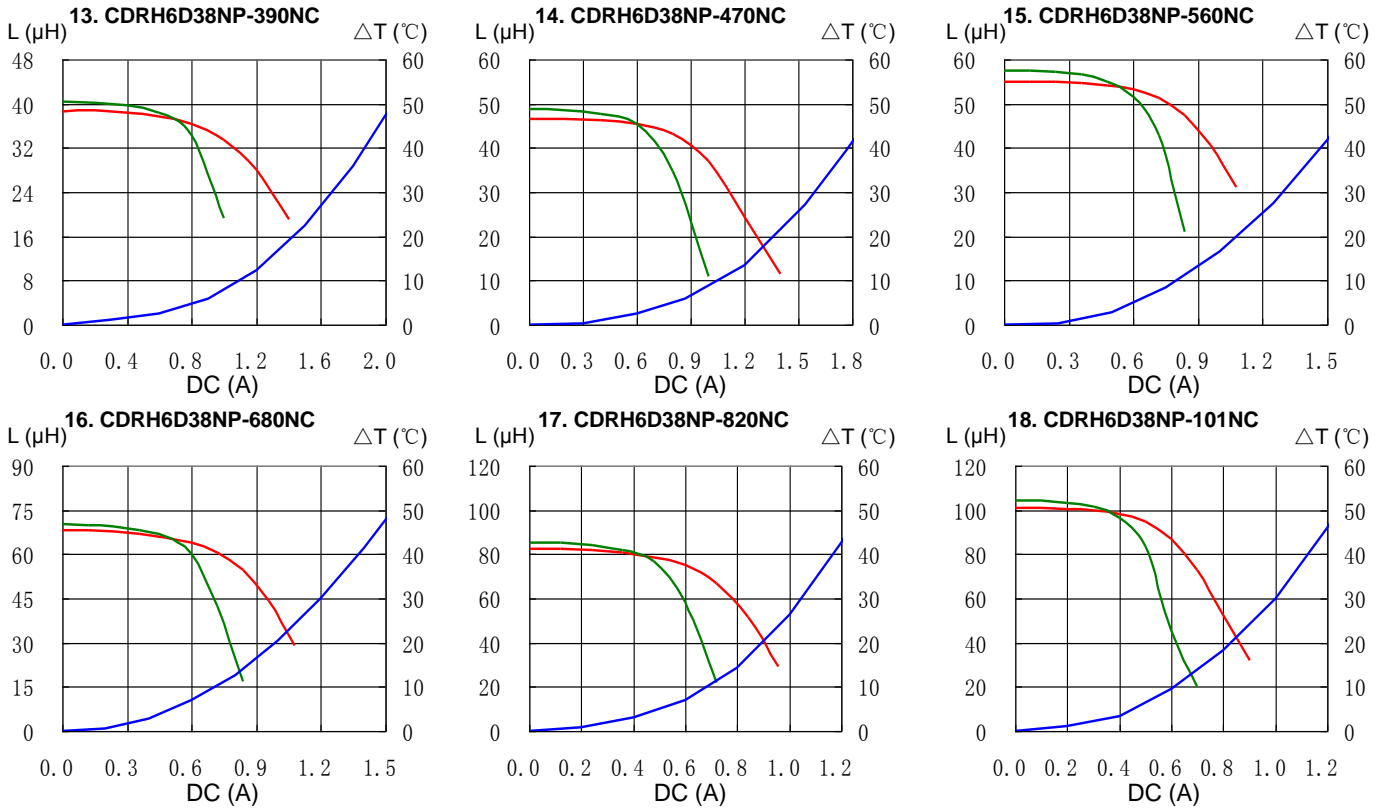 13. CDRH6D38NP-390NC
L (μH) △T (℃)
48 60
40 50
32 40
24 30
16 20
8 10
0 0
0.0 0.4 0.8 1.2 1.6 2.0
DC (A)
14. CDRH6D38NP-470NC
L (μH) △T (℃)
60 60
50 50
40 40
30 30
20 20
10 10
0 0
0.0 0.3 0.6 0.9 1.2 1.5 1.8
DC (A)
15. CDRH6D38NP-560NC
L (μH) △T (℃)
60 60
50 50
40 40
30 30
20 20
10 10
0 0
0.0 0.3 0.6 0.9 1.2 1.5
DC (A)
16. CDRH6D38NP-680NC
L (μH) △T (℃)
90 60
75 50
60 40
45 30
30 20
15 10
0 0
0.0 0.3 0.6 0.9 1.2 1.5
DC (A)
17. CDRH6D38NP-820NC
L (μH) △T (℃)
120 60
100 50
80 40
60 30
40 20
20 10
0 0
0.0 0.2 0.4 0.6 0.8 1.0 1.2
DC (A)
18. CDRH6D38NP-101NC
L (μH) △T (℃)
120 60
100 50
80 40
60 30
40 20
20 10
0 0
0.0 0.2 0.4 0.6 0.8 1.0 1.2
DC (A)